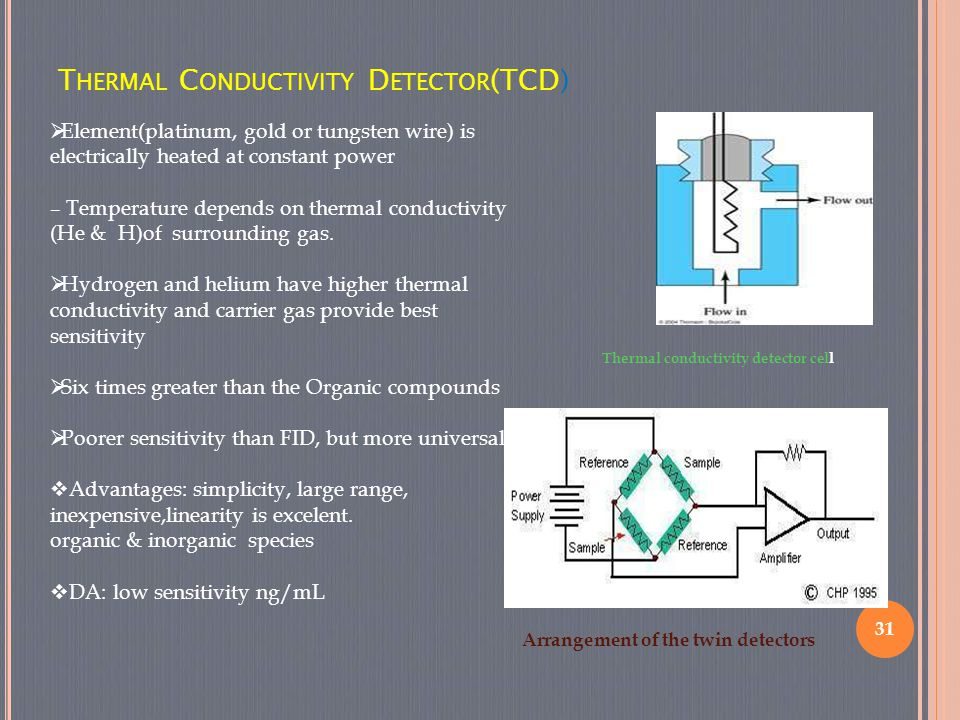 THERMAL CONDUCTIVITY DETECTOR(TCD)
➢Element(platinum, gold or tungsten wire) is
electrically heated at constant power
– Temperature depends on thermal conductivity
(He & H)of surrounding gas.
➢Hydrogen and helium have higher thermal
conductivity and carrier gas provide best
sensitivity
➢Six times greater than the Organic compounds
➢Poorer sensitivity than FID, but more universal
❖Advantages: simplicity, large range,
inexpensive,linearity is excelent.
organic & inorganic species
❖DA: low sensitivity ng/mL
Flow out
Flow in
© 2004 Thomson - Brooks/Cole
Thermal conductivity detector cell
Reference
Sample
Power
Supply
Sample
Reference
Amplifier
Output
© CHP 1995
Arrangement of the twin detectors
31